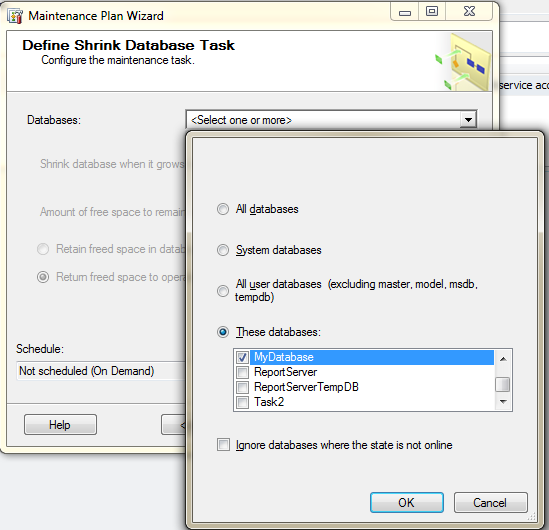 Maintenance Plan Wizard
Define Shrink Database Task
Configure the maintenance task.
service acc
Databases:
<Select one or more>
Shrink database when it grows
Amount of free space to remain
Retain freed space in datab
Return freed space to opera
Schedule:
Not scheduled (On Demand)
Help
<
All databases
System databases
All user databases (excluding master, model, msdb,
tempdb)
These databases:
MyDatabase
ReportServer
ReportServerTempDB
Task2
Ignore databases where the state is not online
OK
Cancel